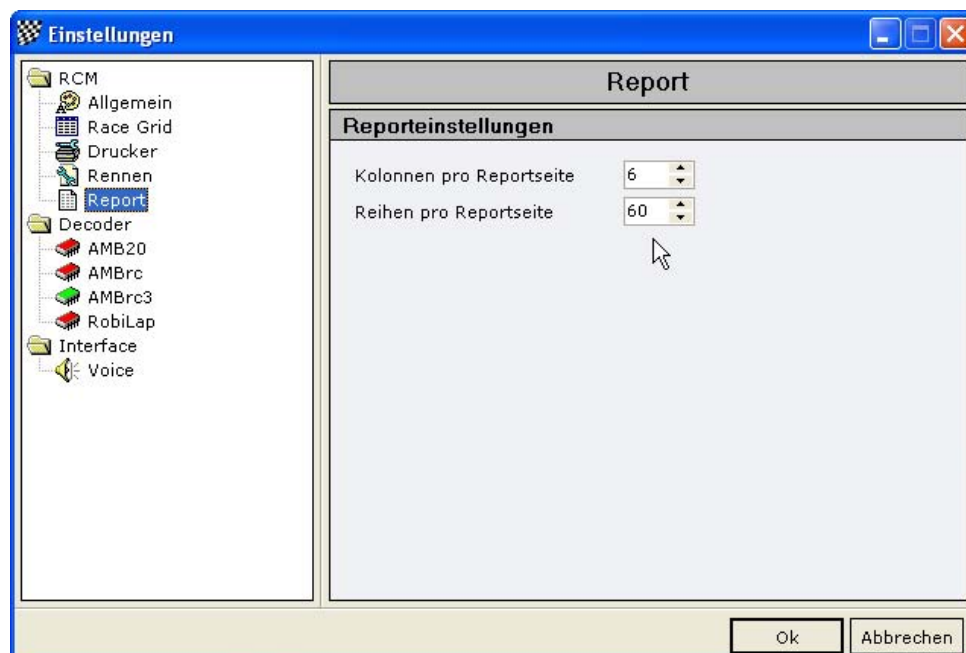 Einstellungen
RCM
Allgemein
Race Grid
Drucker
Rennen
Report
Decoder
AMB20
AMBrc
AMBrc3
RobiLap
Interface
Voice
Report
Reporteinstellungen
Kolonnen pro Reportseite 6
Reihen pro Reportseite 60
Ok Abbrechen